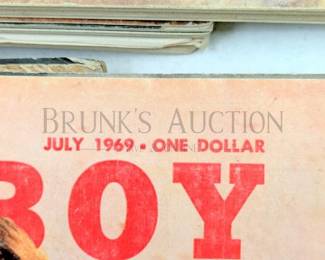 BRUNK'S AUCTION
JULY 1969 • ONE DOLLAR
BOY